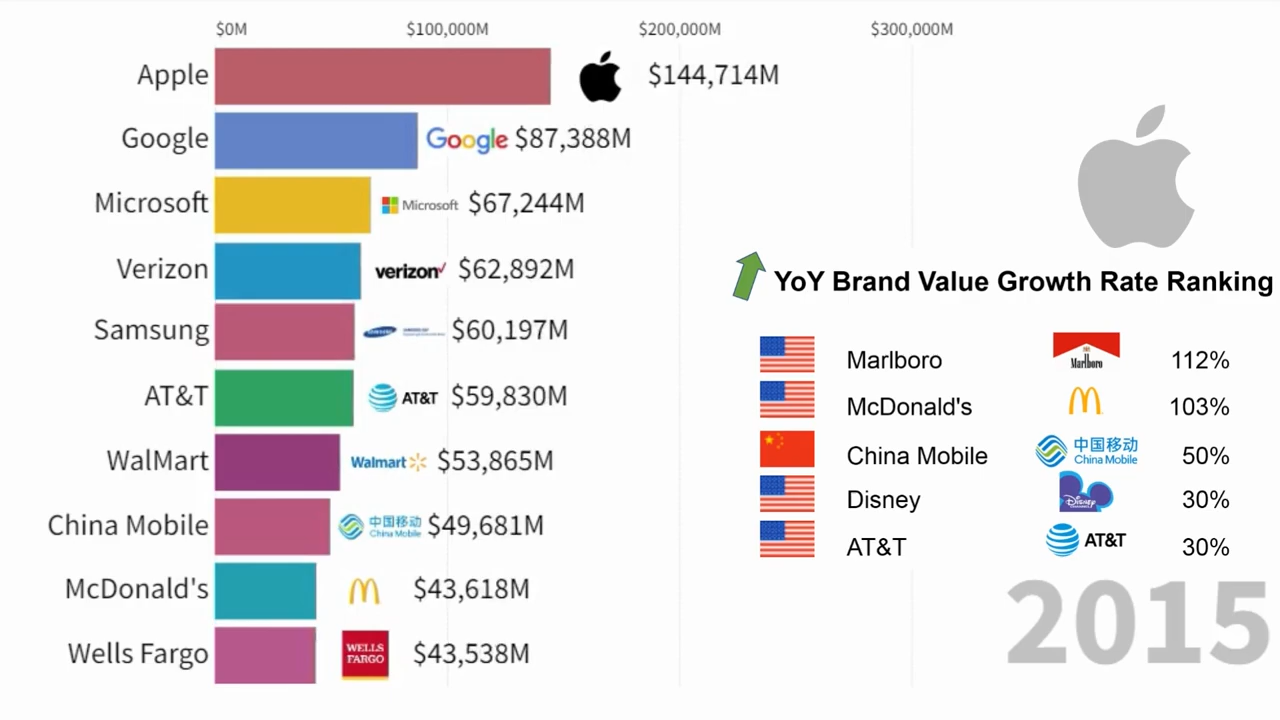 $0M $100,000M $200,000M $300,000M
Apple $144,714M
Google Google $87,388M
Microsoft Microsoft $67,244M
Verizon verizon $62,892M
YoY Brand Value Growth Rate Ranking
Samsung SAMSUNG $60,197M
Marlboro Marlboro 112%
AT&T AT&T $59,830M
McDonald's 103%
WalMart Walmart $53,865M
China Mobile 中国移动 China Mobile 50%
Disney Disney 30%
China Mobile 中国移动 China Mobile $49,681M
AT&T AT&T 30%
McDonald's $43,618M
2015
Wells Fargo WELLS FARGO $43,538M